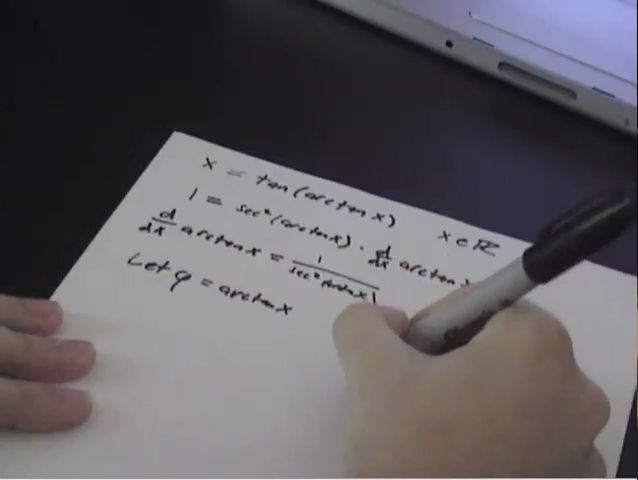 x = tan(arctan x) x ∈ ℝ
1 = sec²(arctan x) · d/dx arctan x
d/dx arctan x = 1/sec²(arctan x)
Let φ = arctan x